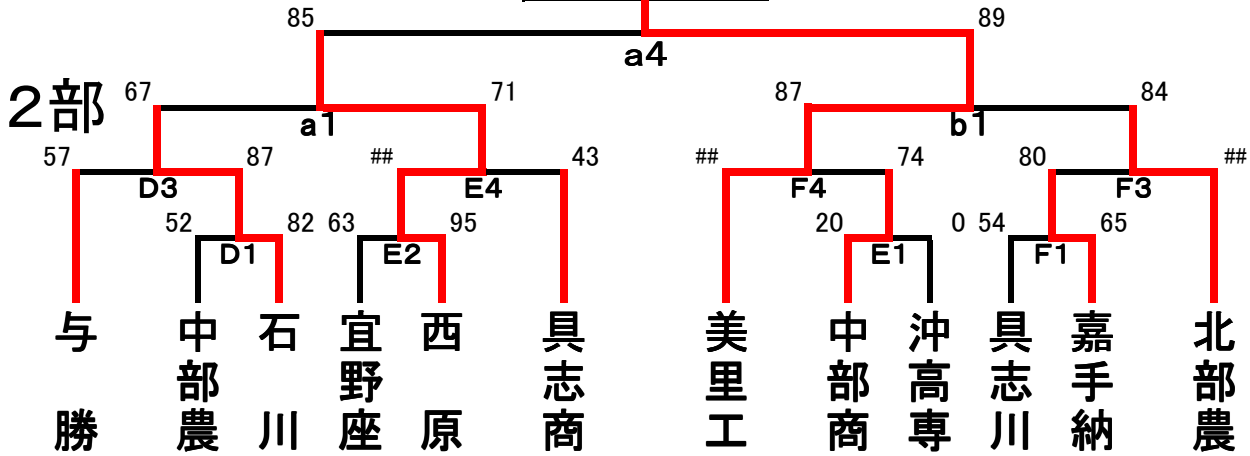 85 89
a4
2部 67 71 87 84
a1 b1
57 87 ## 43 ## 74 80 ##
D3 E4 F4 F3
52 82 63 95 20 0 54 65
D1 E2 E1 F1
与勝 中部農 石川 宜野座 西原 具志商 美里工 中部商 沖高専 具志川 嘉手納 北部農